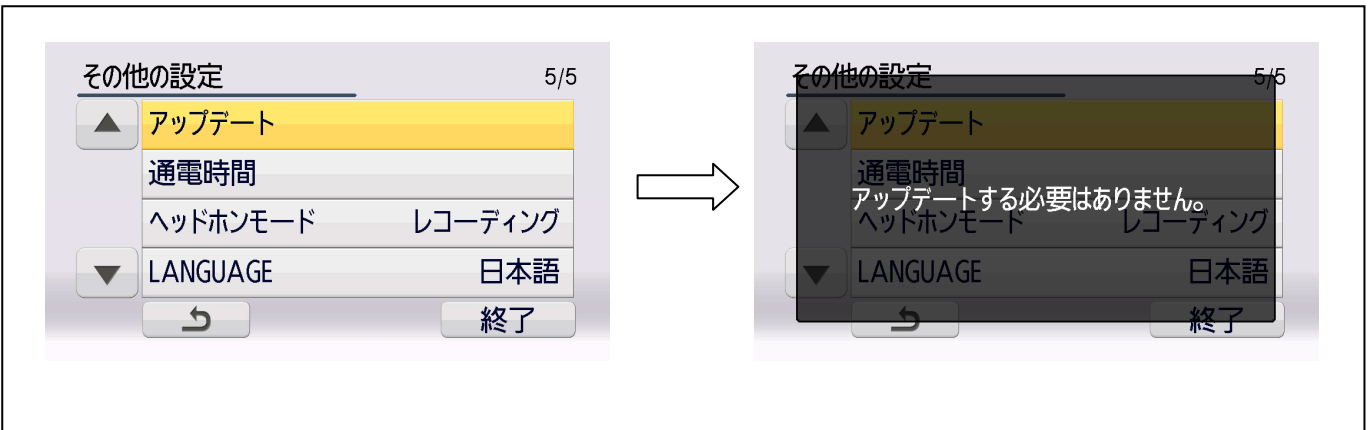 その他の設定 5/5
アップデート
通電時間
ヘッドホンモード レコーディング
LANGUAGE 日本語
終了
その他の設定 5/5
アップデート
通電時間
アップデートする必要はありません。
ヘッドホンモード レコーディング
LANGUAGE 日本語
終了